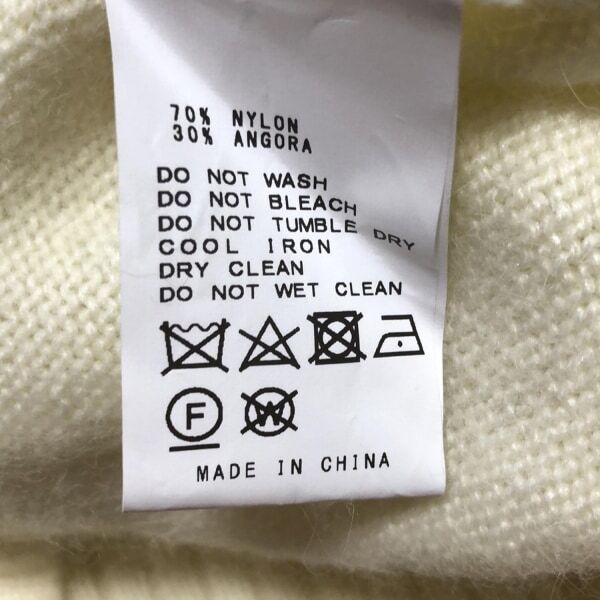 70% NYLON
30% ANGORA
DO NOT WASH
DO NOT BLEACH
DO NOT TUMBLE DRY
COOL IRON
DRY CLEAN
DO NOT WET CLEAN
F W
MADE IN CHINA